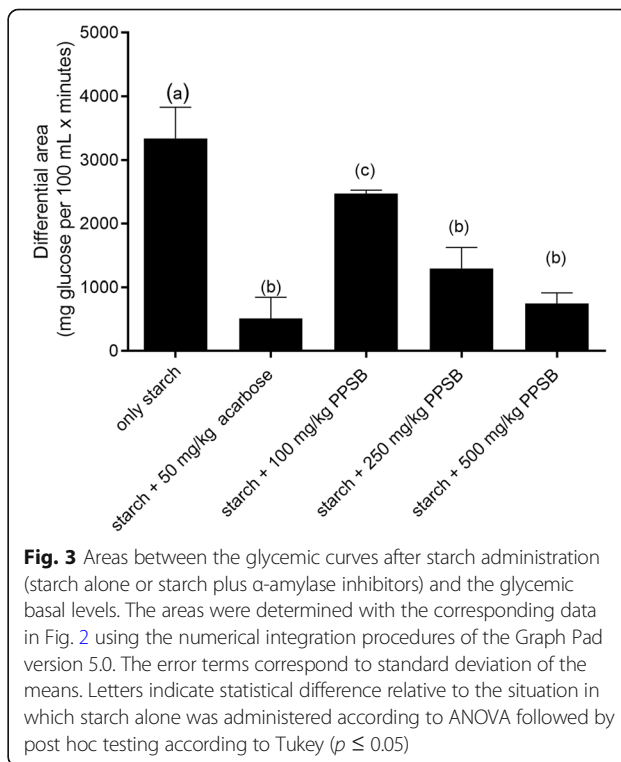 5000
4000
3000
2000
1000
0
Differential area
(mg glucose per 100 mL x minutes)
(a)
(b)
(c)
(b)
(b)
only starch
starch + 50 mg/kg acarbose
starch + 100 mg/kg PPSB
starch + 250 mg/kg PPSB
starch + 500 mg/kg PPSB
Fig. 3 Areas between the glycemic curves after starch administration
(starch alone or starch plus α-amylase inhibitors) and the glycemic
basal levels. The areas were determined with the corresponding data
in Fig. 2 using the numerical integration procedures of the Graph Pad
version 5.0. The error terms correspond to standard deviation of the
means. Letters indicate statistical difference relative to the situation in
which starch alone was administered according to ANOVA followed by
post hoc testing according to Tukey (p ≤ 0.05)